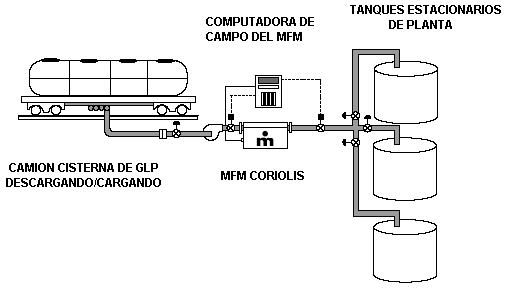 COMPUTADORA DE
CAMPO DEL MFM
TANQUES ESTACIONARIOS
DE PLANTA
CAMION CISTERNA DE GLP
DESCARGANDO/CARGANDO
MFM CORIOLIS